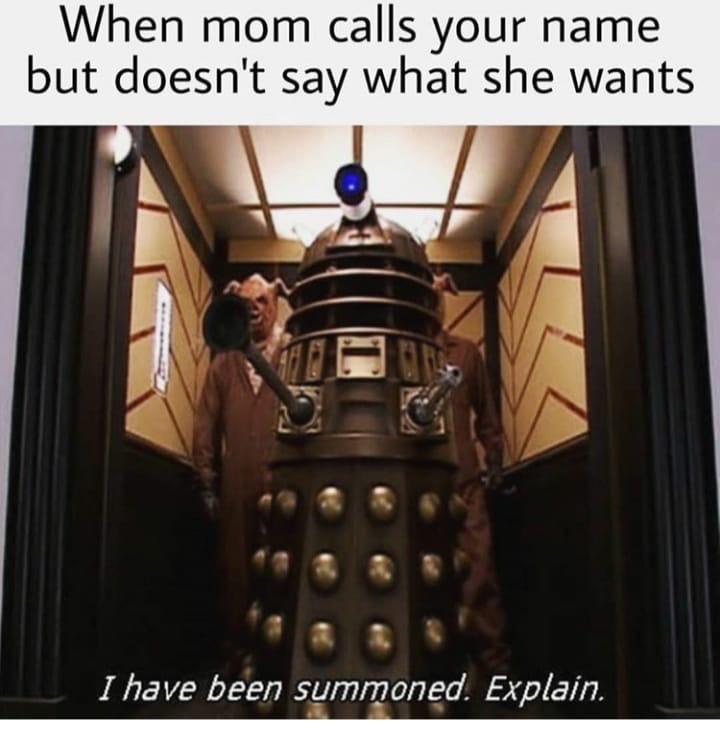 When mom calls your name
but doesn't say what she wants
I have been summoned. Explain.